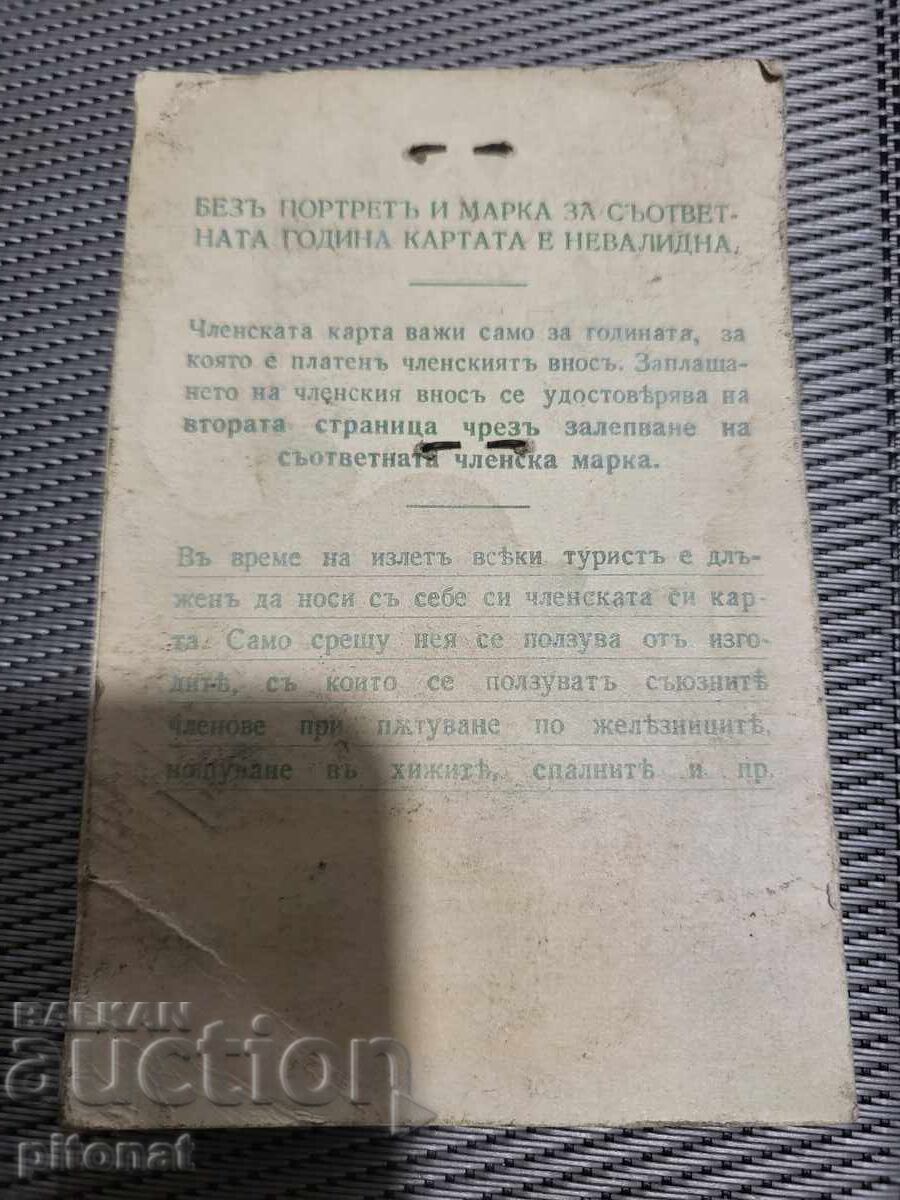 БЕЗЪ ПОРТРЕТЪ И МАРКА ЗА СЪОТВЕТ-
НАТА ГОДИНА КАРТАТА Е НЕВАЛИДНА.
Членската карта важи само за годината, за
която е платенъ членскиятъ вносъ. Заплаща-
нето на членския вносъ се удостовѣрява на
втората страница чрезъ залепване на
съответната членска марка.
Въ време на излетъ всѣки туристъ е длъ-
женъ да носи съ себе си членската си кар-
та. Само срещу нея се ползува отъ изго-
дитѣ, съ които се ползуватъ съюзнитѣ
членове при пѫтуване по желѣзницитѣ,
нощуване въ хижитѣ, спалнитѣ и пр.
BALKAN
auction
pitonat